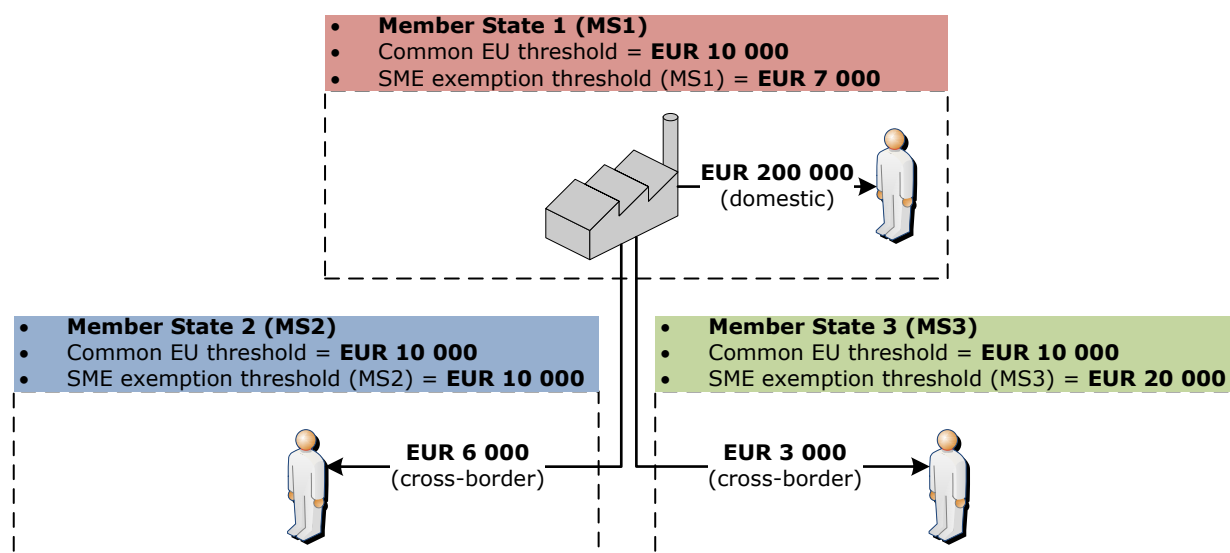 • Member State 1 (MS1)
• Common EU threshold = EUR 10 000
• SME exemption threshold (MS1) = EUR 7 000
EUR 200 000
(domestic)
• Member State 2 (MS2)
• Common EU threshold = EUR 10 000
• SME exemption threshold (MS2) = EUR 10 000
• Member State 3 (MS3)
• Common EU threshold = EUR 10 000
• SME exemption threshold (MS3) = EUR 20 000
EUR 6 000
(cross-border)
EUR 3 000
(cross-border)